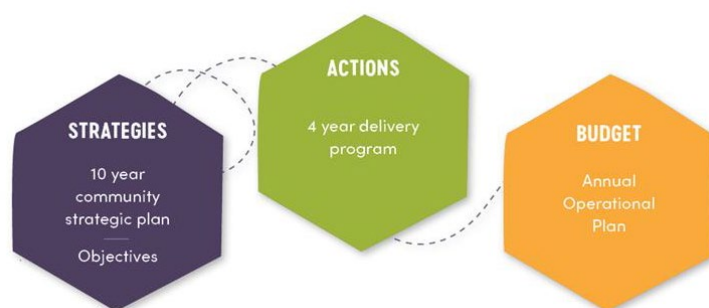 STRATEGIES
10 year
community
strategic plan
Objectives
ACTIONS
4 year delivery
program
BUDGET
Annual
Operational
Plan